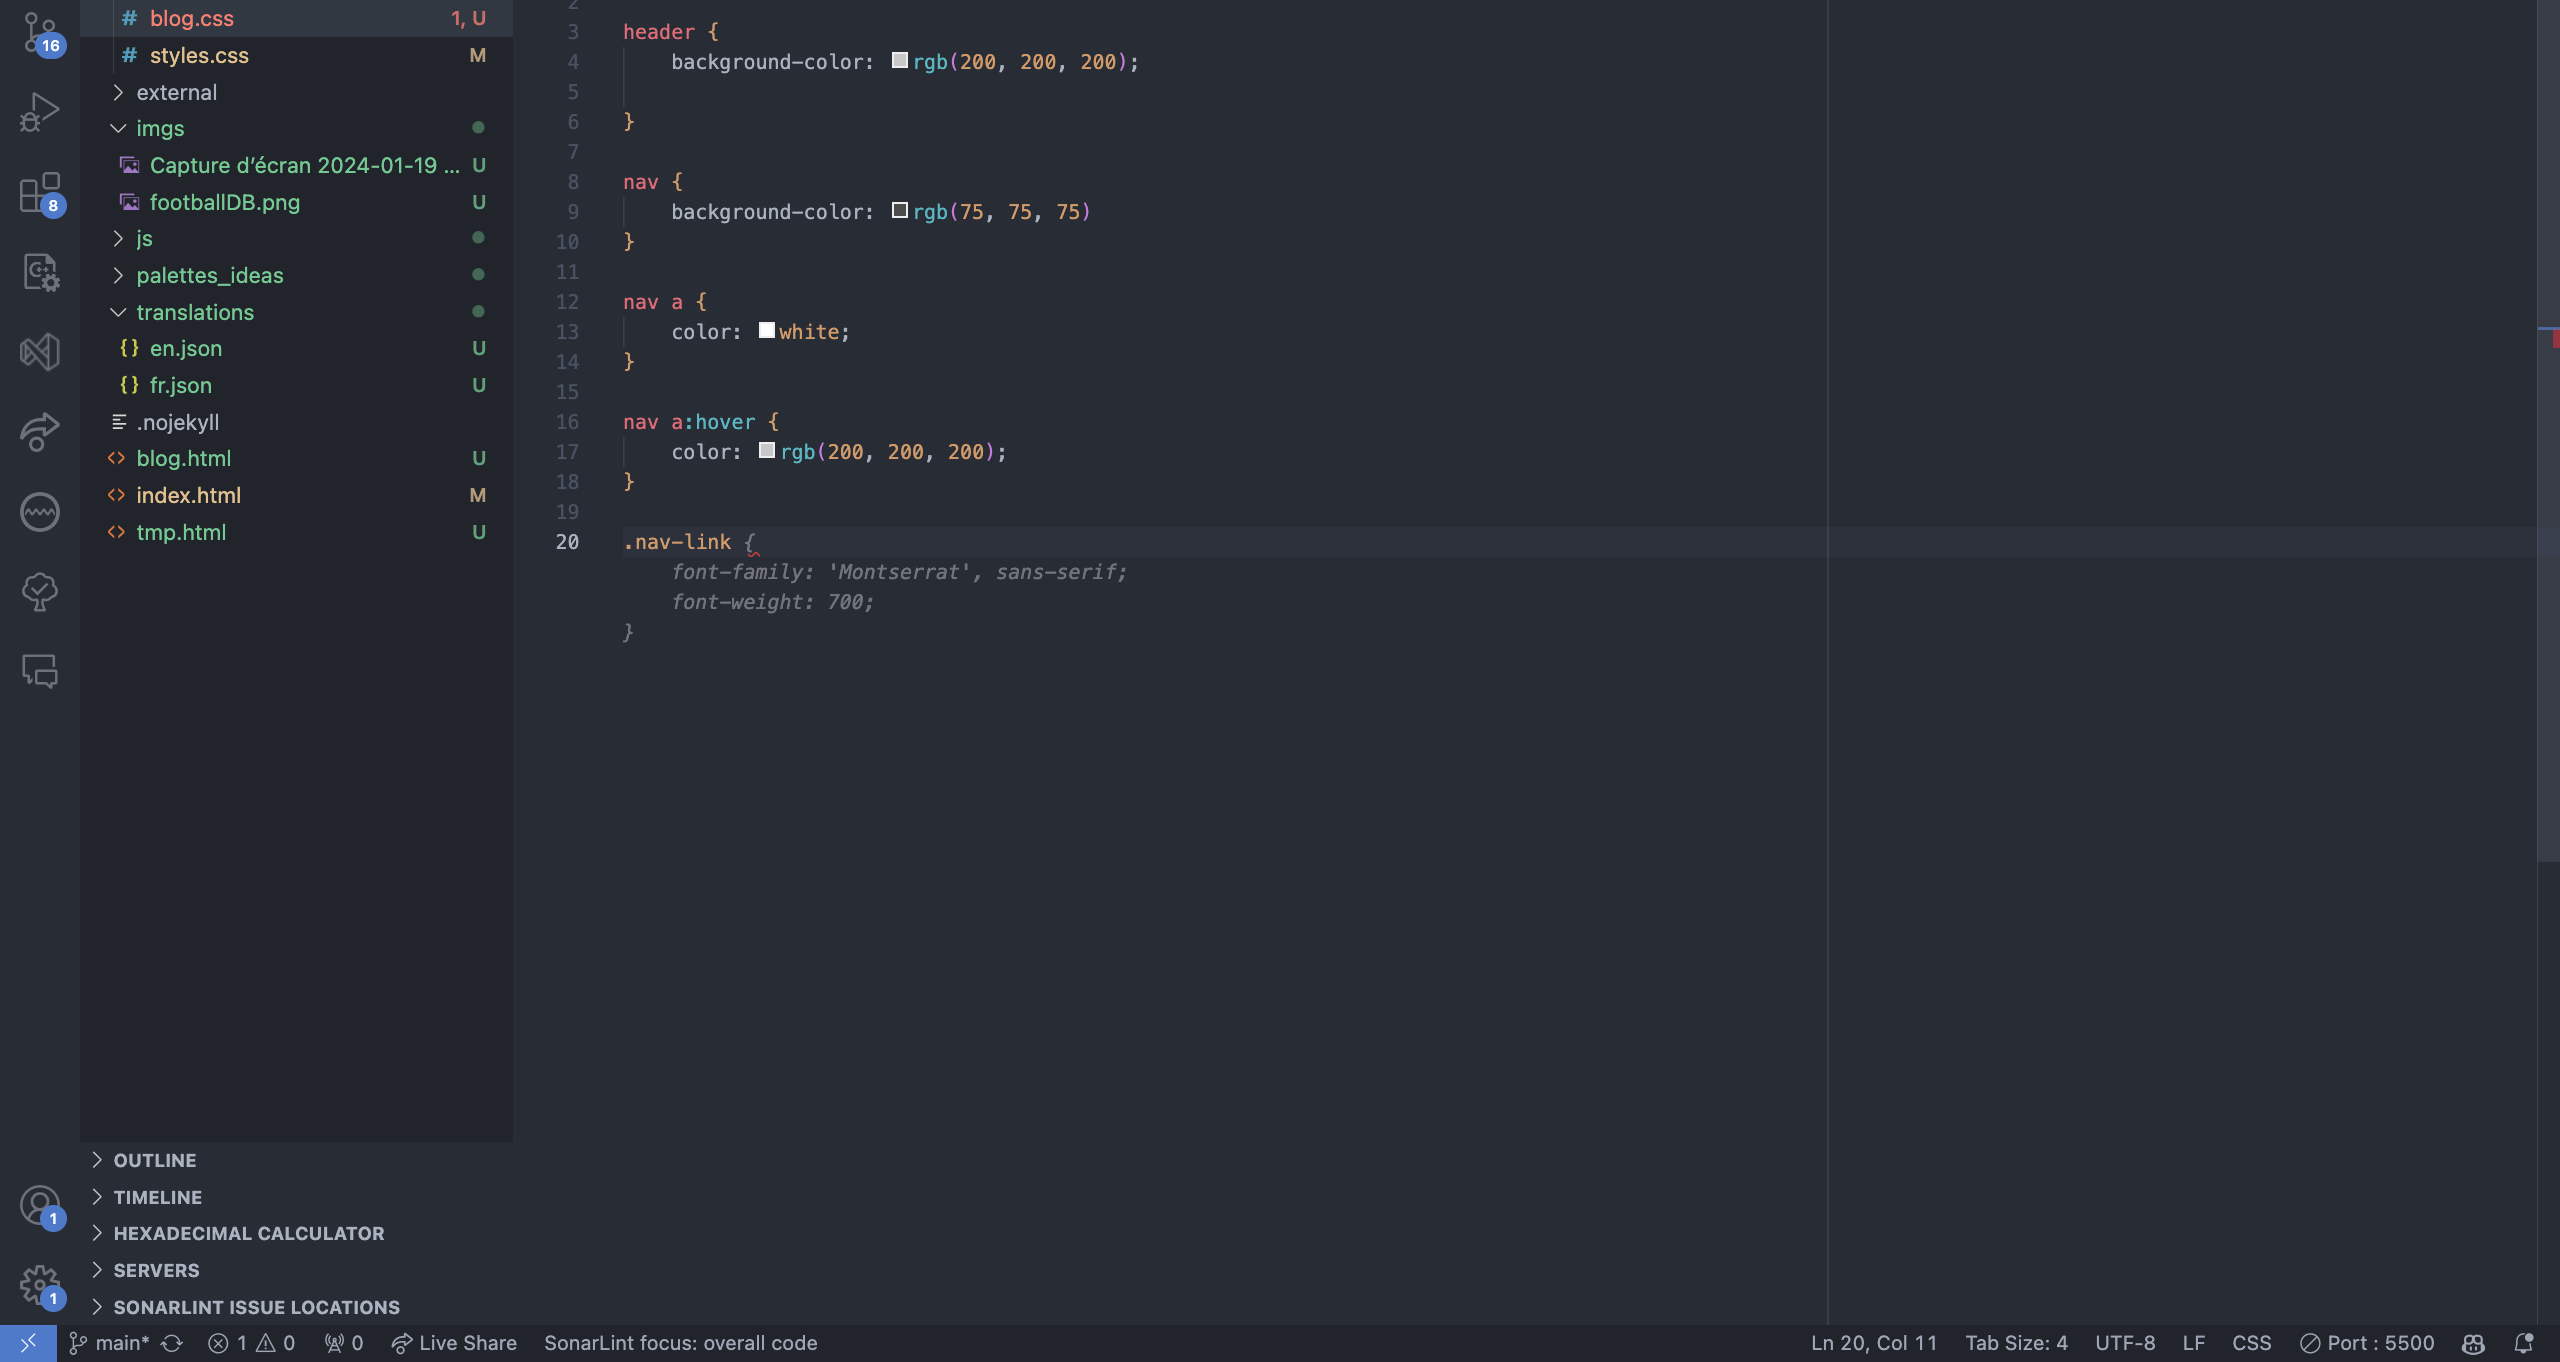 16
8
1
1
# blog.css 1, U
# styles.css M
external
imgs
Capture d’écran 2024-01-19 ... U
footballDB.png U
js
palettes_ideas
translations
{} en.json U
{} fr.json U
.nojekyll
<> blog.html U
<> index.html M
<> tmp.html U
OUTLINE
TIMELINE
HEXADECIMAL CALCULATOR
SERVERS
SONARLINT ISSUE LOCATIONS
2
3 header {
4 background-color: rgb(200, 200, 200);
5
6 }
7
8 nav {
9 background-color: rgb(75, 75, 75)
10 }
11
12 nav a {
13 color: white;
14 }
15
16 nav a:hover {
17 color: rgb(200, 200, 200);
18 }
19
20 .nav-link {
font-family: 'Montserrat', sans-serif;
font-weight: 700;
}
main* 1 0 0 Live Share SonarLint focus: overall code Ln 20, Col 11 Tab Size: 4 UTF-8 LF CSS Port : 5500